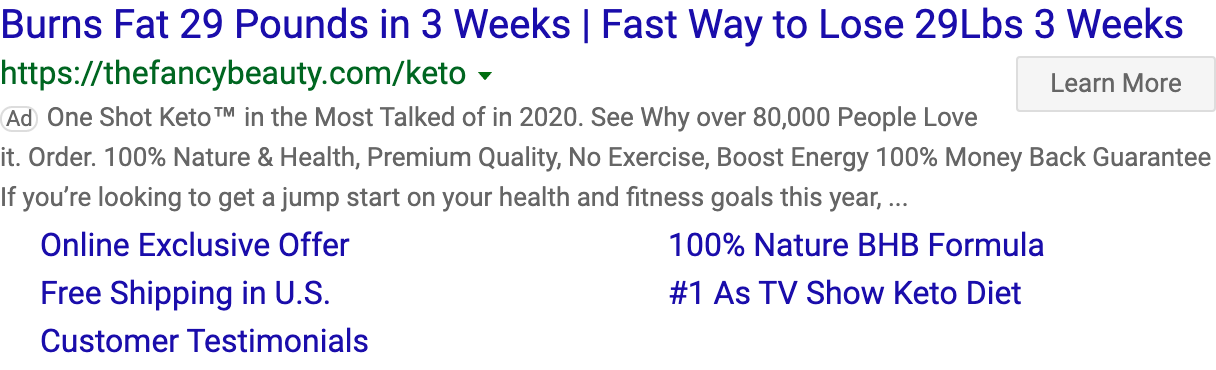 Burns Fat 29 Pounds in 3 Weeks | Fast Way to Lose 29Lbs 3 Weeks
https://thefancybeauty.com/keto
Learn More
Ad One Shot Keto™ in the Most Talked of in 2020. See Why over 80,000 People Love
it. Order. 100% Nature & Health, Premium Quality, No Exercise, Boost Energy 100% Money Back Guarantee
If you’re looking to get a jump start on your health and fitness goals this year, ...
Online Exclusive Offer
100% Nature BHB Formula
Free Shipping in U.S.
#1 As TV Show Keto Diet
Customer Testimonials